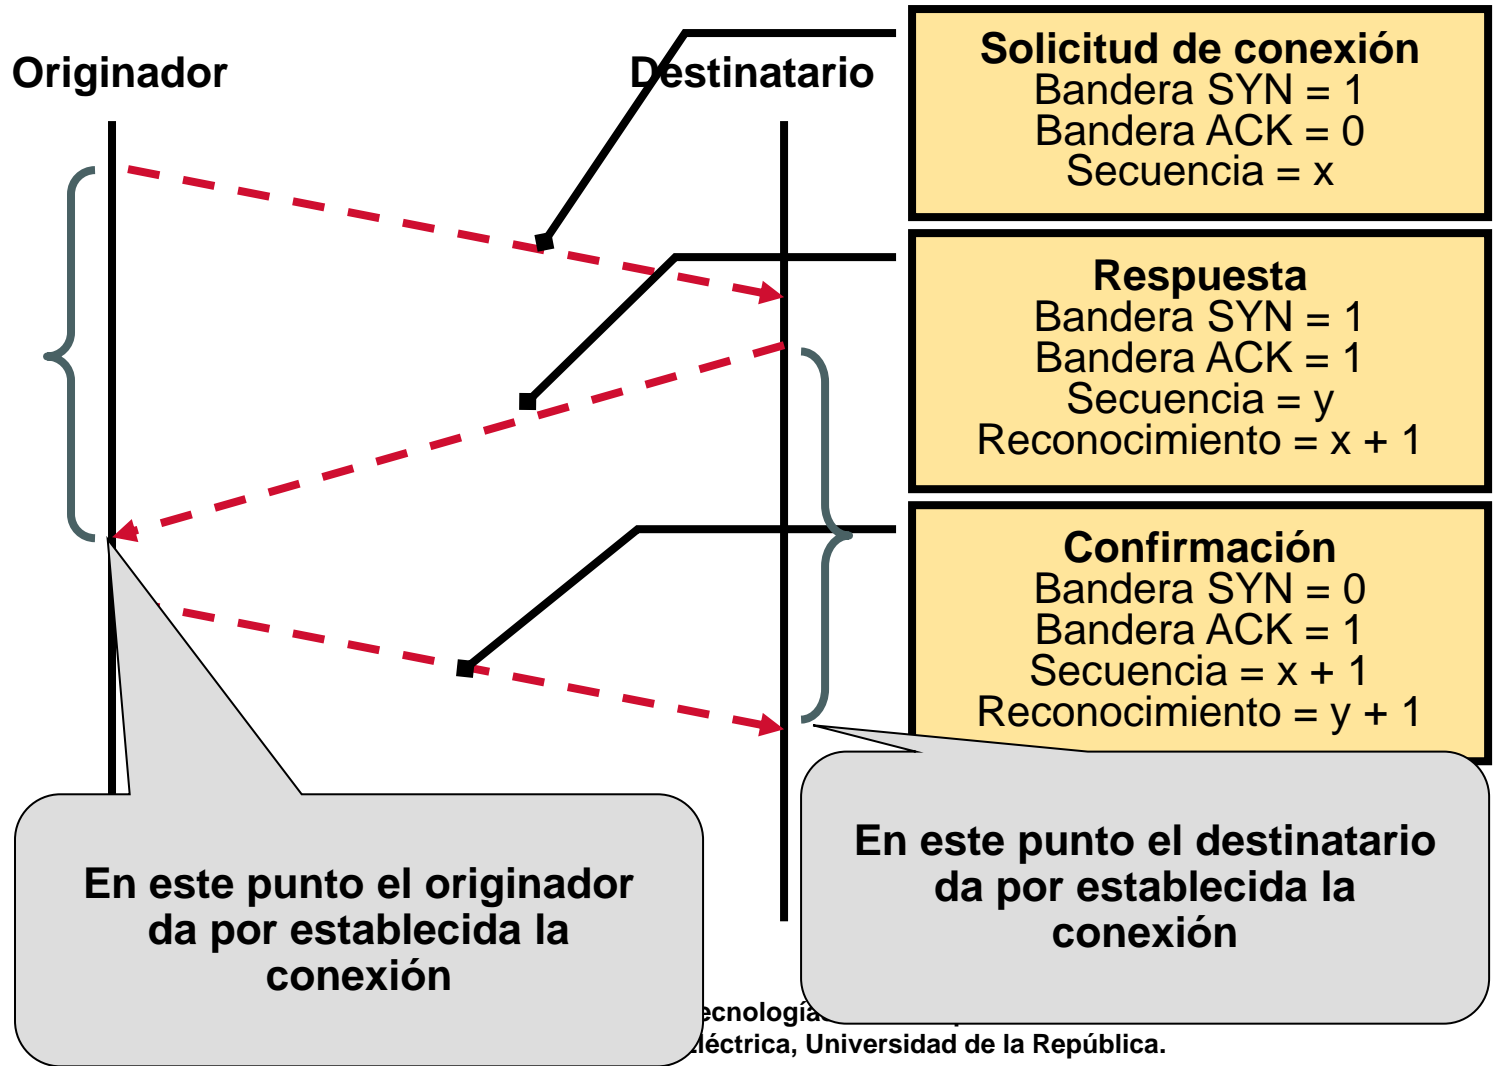 Originador
Destinatario
Solicitud de conexión
Bandera SYN = 1
Bandera ACK = 0
Secuencia = x
Respuesta
Bandera SYN = 1
Bandera ACK = 1
Secuencia = y
Reconocimiento = x + 1
Confirmación
Bandera SYN = 0
Bandera ACK = 1
Secuencia = x + 1
Reconocimiento = y + 1
En este punto el originador
da por establecida la
conexión
En este punto el destinatario
da por establecida la
conexión
Universidad de la República.